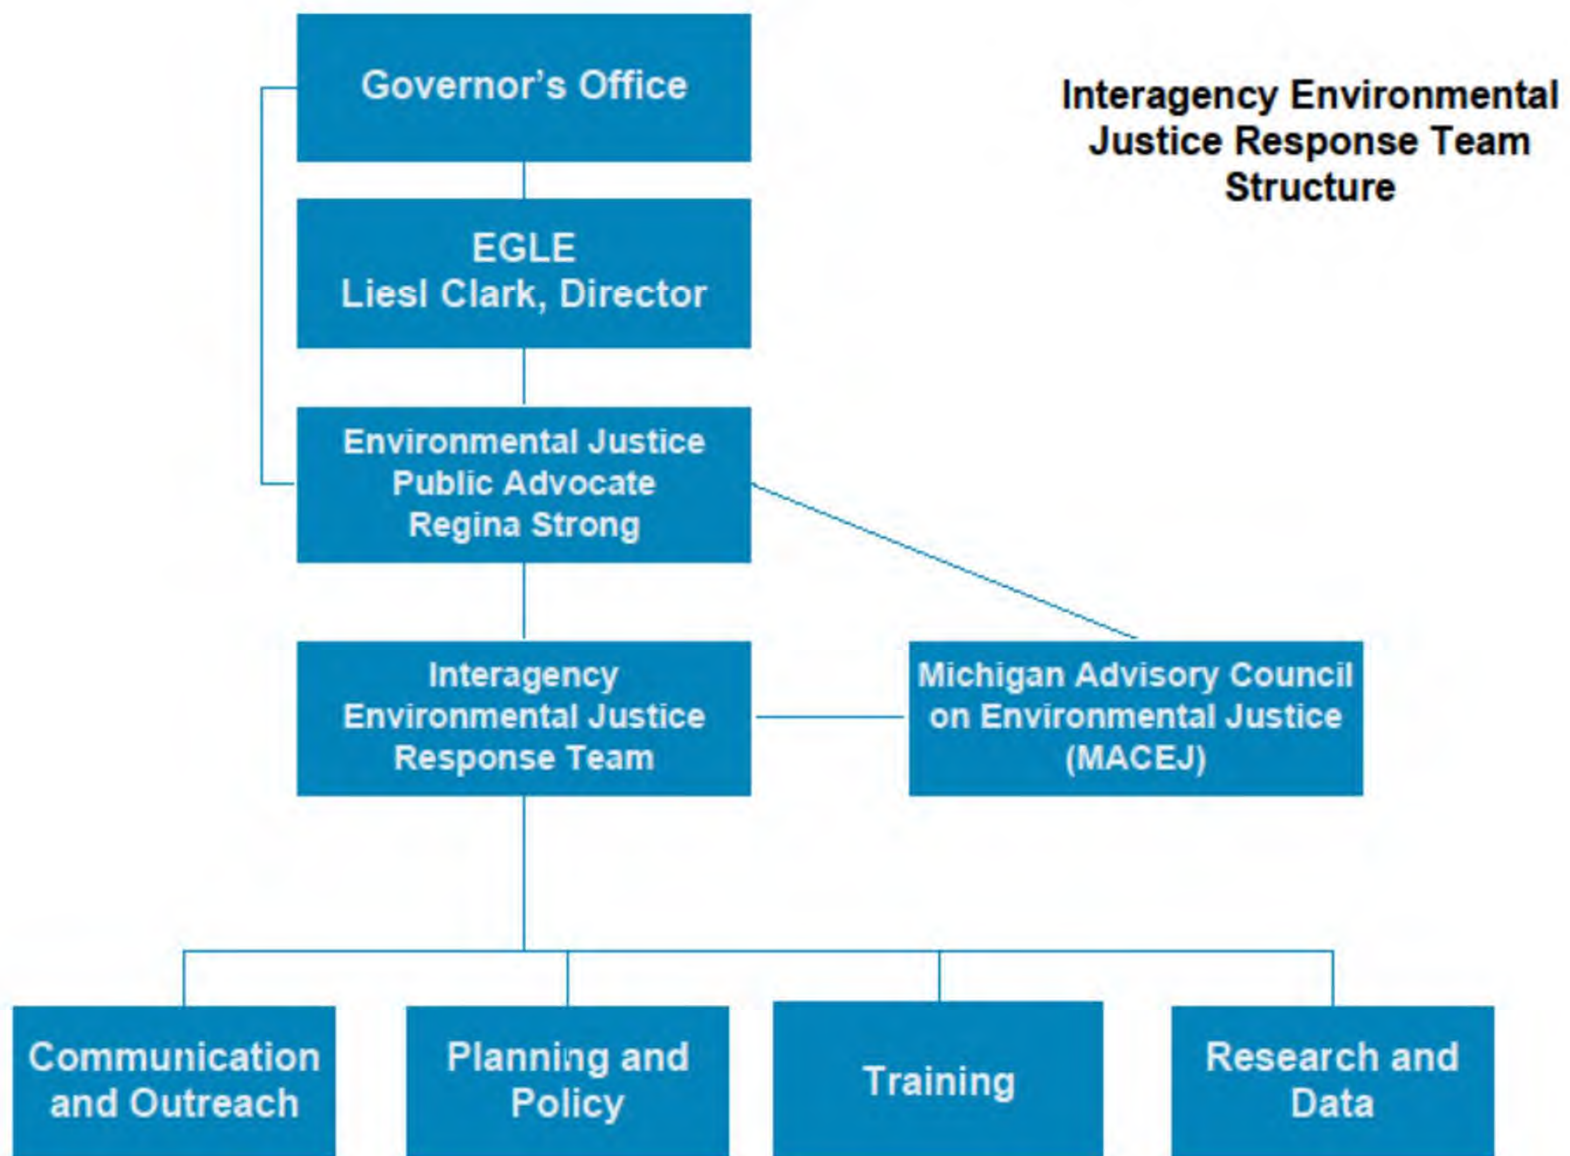 Governor's Office
Interagency Environmental
Justice Response Team
Structure
EGLE
Liesl Clark, Director
Environmental Justice
Public Advocate
Regina Strong
Interagency
Environmental Justice
Response Team
Michigan Advisory Council
on Environmental Justice
(MACEJ)
Communication
and Outreach
Planning and
Policy
Training
Research and
Data